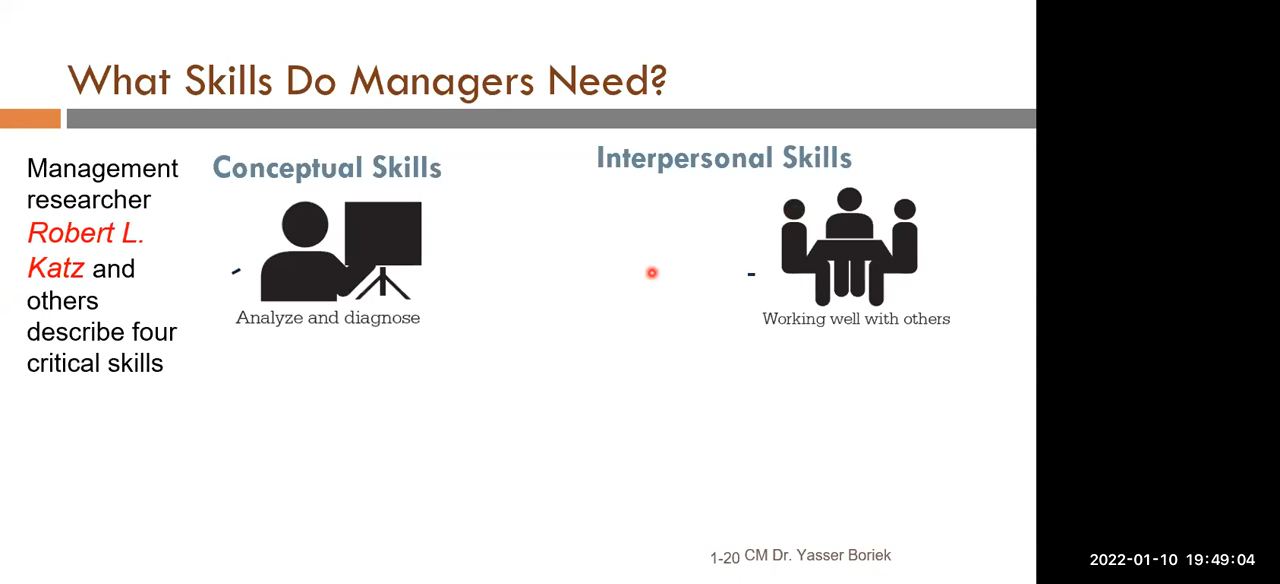 What Skills Do Managers Need?
Management
researcher
Robert L.
Katz and
others
describe four
critical skills
Conceptual Skills
Analyze and diagnose
Interpersonal Skills
Working well with others
1-20 CM Dr. Yasser Boriek
2022-01-10 19:49:04